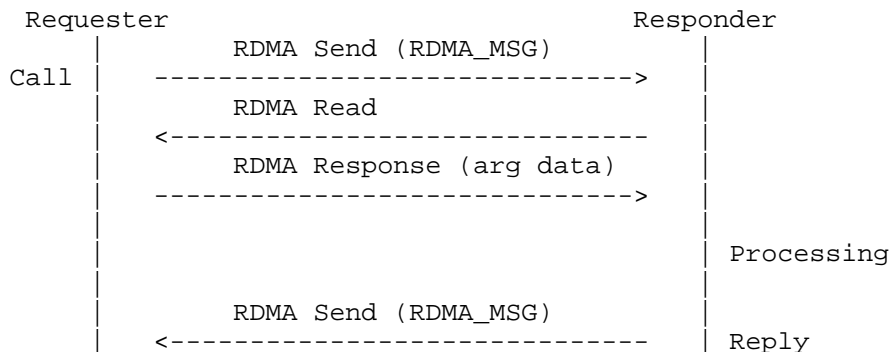 Requester Responder
| RDMA Send (RDMA_MSG) |
Call | ------------------------------> |
| RDMA Read |
| <------------------------------ |
| RDMA Response (arg data) |
| ------------------------------> |
| |
| | Processing
| |
| RDMA Send (RDMA_MSG) |
| <------------------------------ | Reply